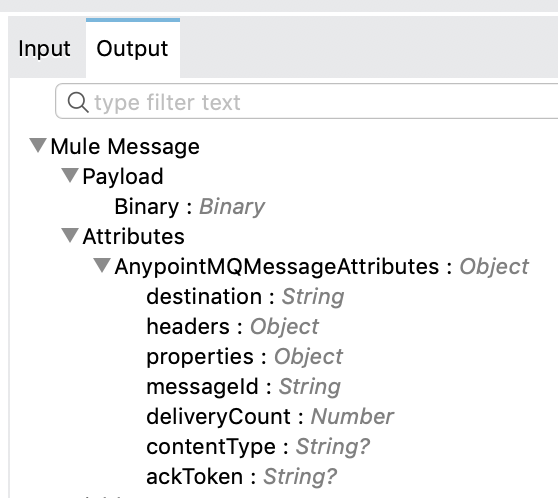 Input Output
type filter text
Mule Message
Payload
Binary : Binary
Attributes
AnypointMQMessageAttributes : Object
destination : String
headers : Object
properties : Object
messageId : String
deliveryCount : Number
contentType : String?
ackToken : String?